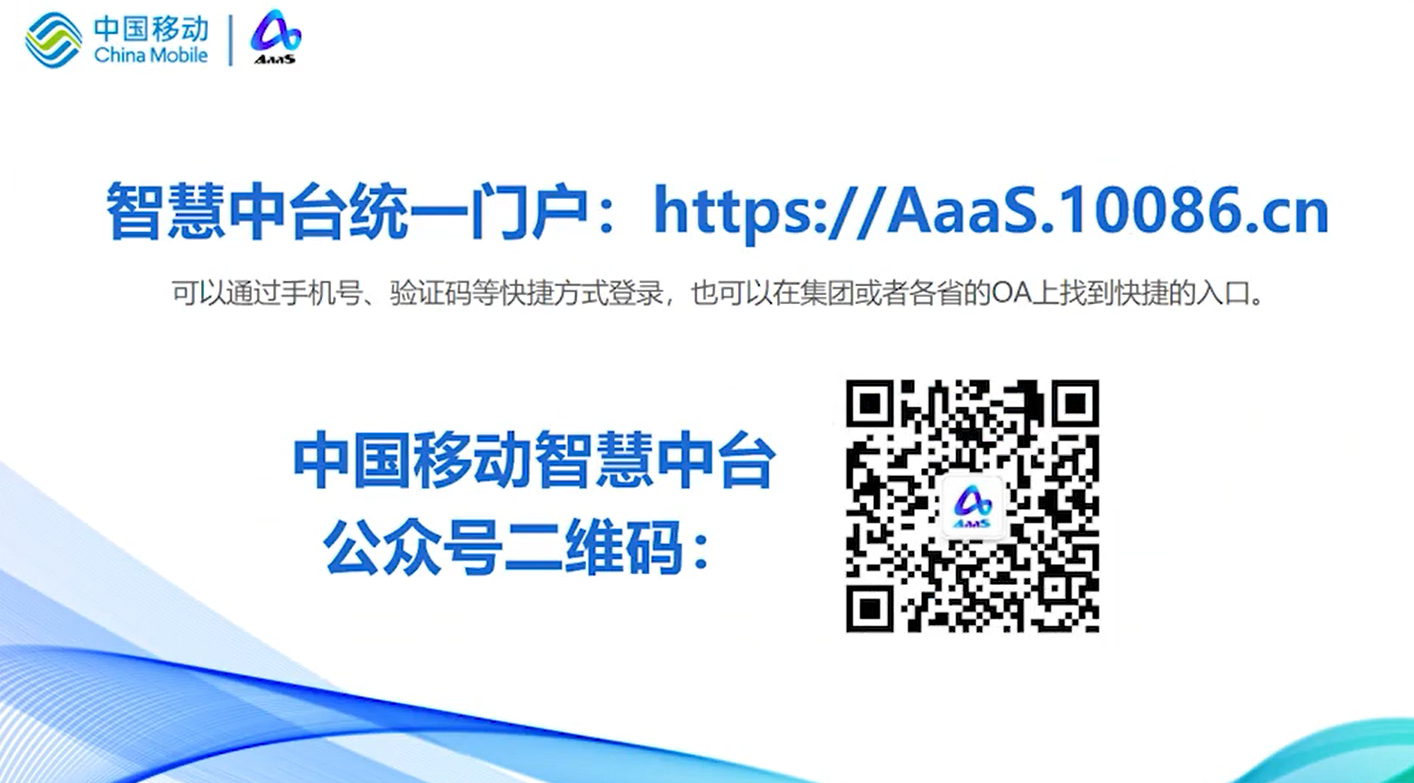 中国移动
China Mobile
AaaS
智慧中台统一门户：https://AaaS.10086.cn
可以通过手机号、验证码等快捷方式登录，也可以在集团或者各省的OA上找到快捷的入口。
中国移动智慧中台
公众号二维码：
AaaS